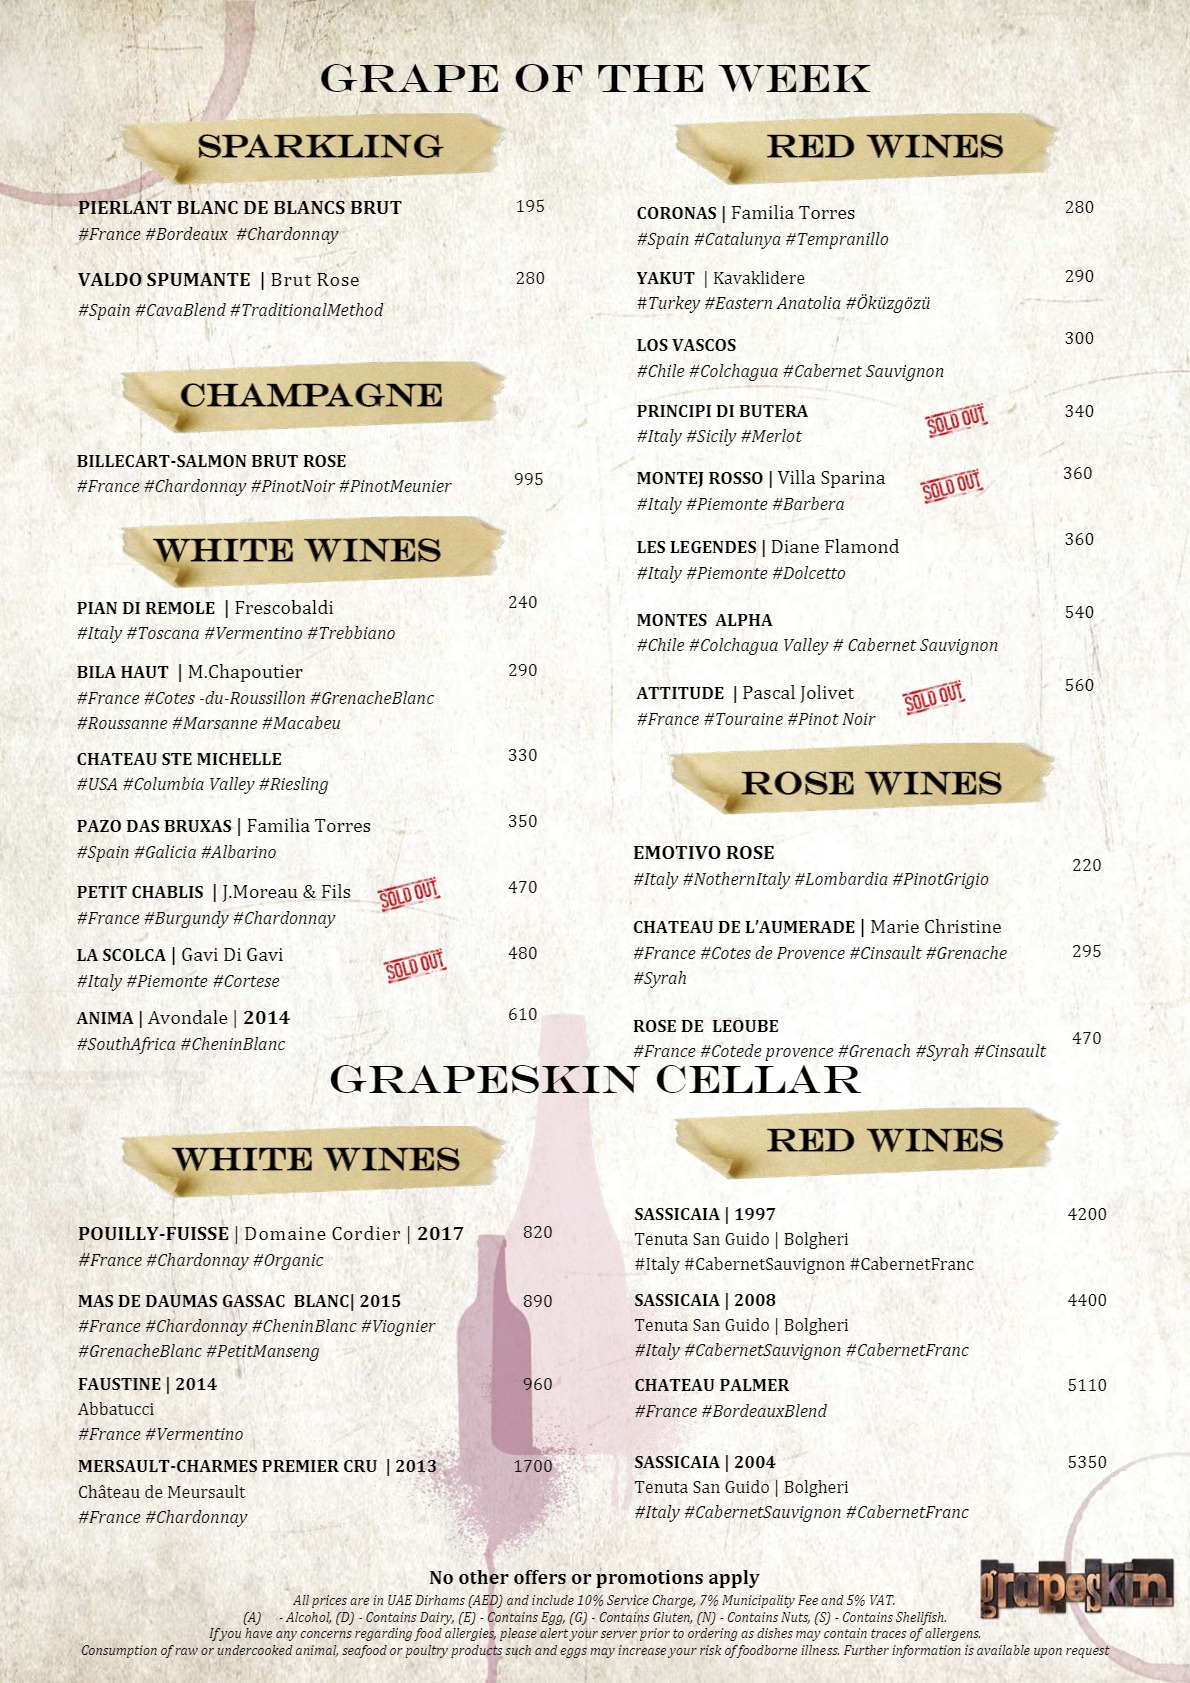 GRAPE OF THE WEEK
SPARKLING
PIERLANT BLANC DE BLANCS BRUT 195
#France #Bordeaux #Chardonnay
VALDO SPUMANTE | Brut Rose 280
#Spain #CavaBlend #TraditionalMethod
CHAMPAGNE
BILLECART-SALMON BRUT ROSE
#France #Chardonnay #PinotNoir #PinotMeunier 995
WHITE WINES
PIAN DI REMOLE | Frescobaldi 240
#Italy #Toscana #Vermentino #Trebbiano
BILA HAUT | M.Chapoutier 290
#France #Cotes -du-Roussillon #GrenacheBlanc
#Roussanne #Marsanne #Macabeu
CHATEAU STE MICHELLE 330
#USA #Columbia Valley #Riesling
PAZO DAS BRUXAS | Familia Torres 350
#Spain #Galicia #Albarino
PETIT CHABLIS | J.Moreau & Fils SOLD OUT 470
#France #Burgundy #Chardonnay
LA SCOLCA | Gavi Di Gavi SOLD OUT 480
#Italy #Piemonte #Cortese
ANIMA | Avondale | 2014 610
#SouthAfrica #CheninBlanc
RED WINES
CORONAS | Familia Torres 280
#Spain #Catalunya #Tempranillo
YAKUT | Kavaklidere 290
#Turkey #Eastern Anatolia #Öküzgözü
LOS VASCOS 300
#Chile #Colchagua #Cabernet Sauvignon
PRINCIPI DI BUTERA SOLD OUT 340
#Italy #Sicily #Merlot
MONTEJ ROSSO | Villa Sparina SOLD OUT 360
#Italy #Piemonte #Barbera
LES LEGENDES | Diane Flamond 360
#Italy #Piemonte #Dolcetto
MONTES ALPHA 540
#Chile #Colchagua Valley # Cabernet Sauvignon
ATTITUDE | Pascal Jolivet SOLD OUT 560
#France #Touraine #Pinot Noir
ROSE WINES
EMOTIVO ROSE 220
#Italy #NothernItaly #Lombardia #PinotGrigio
CHATEAU DE L’AUMERADE | Marie Christine
#France #Cotes de Provence #Cinsault #Grenache 295
#Syrah
ROSE DE LEOUBE 470
#France #Cotede provence #Grenach #Syrah #Cinsault
GRAPESKIN CELLAR
WHITE WINES
POUILLY-FUISSE | Domaine Cordier | 2017 820
#France #Chardonnay #Organic
MAS DE DAUMAS GASSAC BLANC| 2015 890
#France #Chardonnay #CheninBlanc #Viognier
#GrenacheBlanc #PetitManseng
FAUSTINE | 2014 960
Abbatucci
#France #Vermentino
MERSAULT-CHARMES PREMIER CRU | 2013 1700
Château de Meursault
#France #Chardonnay
RED WINES
SASSICAIA | 1997 4200
Tenuta San Guido | Bolgheri
#Italy #CabernetSauvignon #CabernetFranc
SASSICAIA | 2008 4400
Tenuta San Guido | Bolgheri
#Italy #CabernetSauvignon #CabernetFranc
CHATEAU PALMER 5110
#France #BordeauxBlend
SASSICAIA | 2004 5350
Tenuta San Guido | Bolgheri
#Italy #CabernetSauvignon #CabernetFranc
grapeskin
No other offers or promotions apply
All prices are in UAE Dirhams (AED) and include 10% Service Charge, 7% Municipality Fee and 5% VAT.
(A) - Alcohol, (D) - Contains Dairy, (E) - Contains Egg, (G) - Contains Gluten, (N) - Contains Nuts, (S) - Contains Shellfish.
If you have any concerns regarding food allergies, please alert your server prior to ordering as dishes may contain traces of allergens.
Consumption of raw or undercooked animal, seafood or poultry products such and eggs may increase your risk of foodborne illness. Further information is available upon request